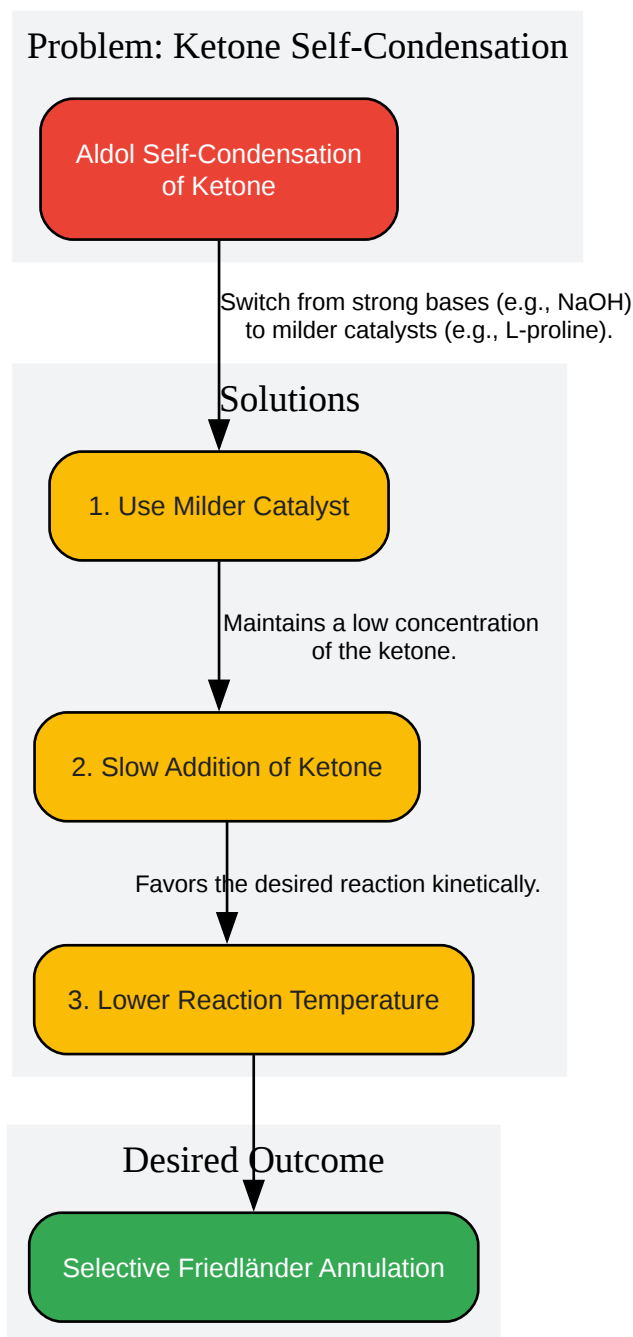 Problem: Ketone Self-Condensation
Aldol Self-Condensation
of Ketone
Switch from strong bases (e.g., NaOH)
to milder catalysts (e.g., L-proline).
Solutions
1. Use Milder Catalyst
Maintains a low concentration
of the ketone.
2. Slow Addition of Ketone
Favors the desired reaction kinetically.
3. Lower Reaction Temperature
Desired Outcome
Selective Friedländer Annulation